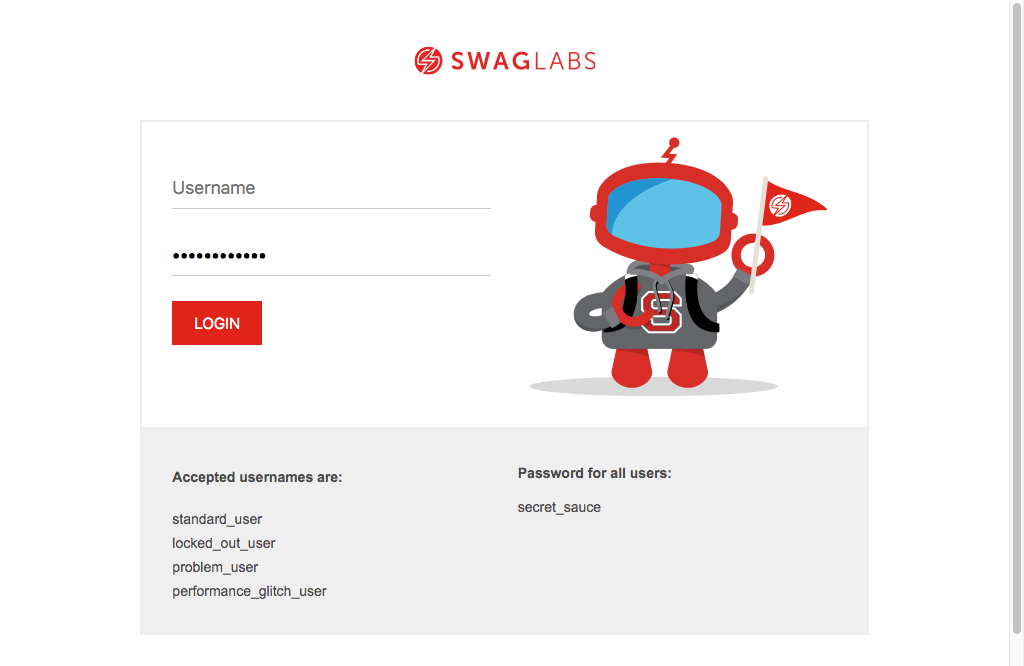 SWAGLABS
Username
••••••••••••
LOGIN
Accepted usernames are:
standard_user
locked_out_user
problem_user
performance_glitch_user
Password for all users:
secret_sauce
S